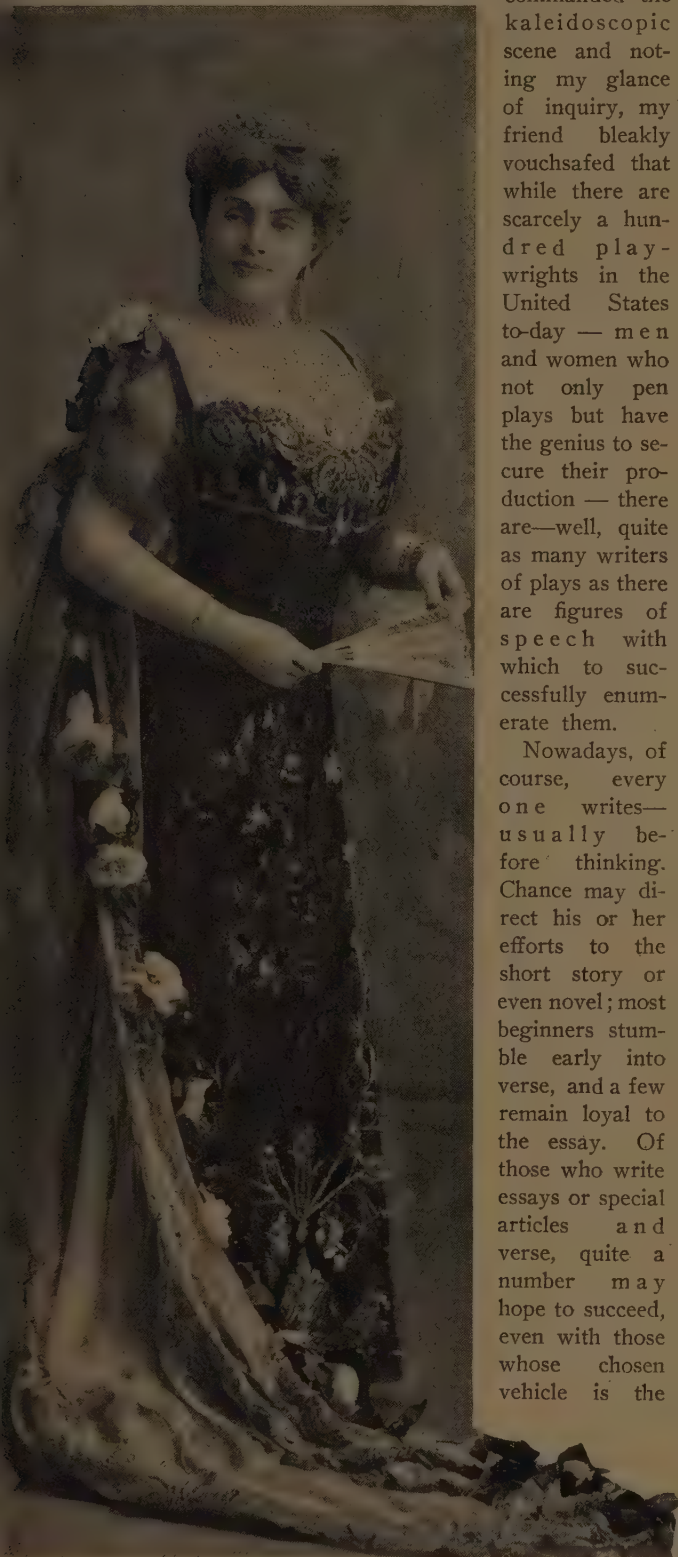 kaleidoscopic
scene and not-
ing my glance
of inquiry, my
friend bleakly
vouchsafed that
while there are
scarcely a hun-
dred play-
wrights in the
United States
to-day — men
and women who
not only pen
plays but have
the genius to se-
cure their pro-
duction — there
are—well, quite
as many writers
of plays as there
are figures of
speech with
which to suc-
cessfully enum-
erate them.
Nowadays, of
course, every
one writes—
usually be-
fore thinking.
Chance may di-
rect his or her
efforts to the
short story or
even novel; most
beginners stum-
ble early into
verse, and a few
remain loyal to
the essay. Of
those who write
essays or special
articles and
verse, quite a
number may
hope to succeed,
even with those
whose chosen
vehicle is the